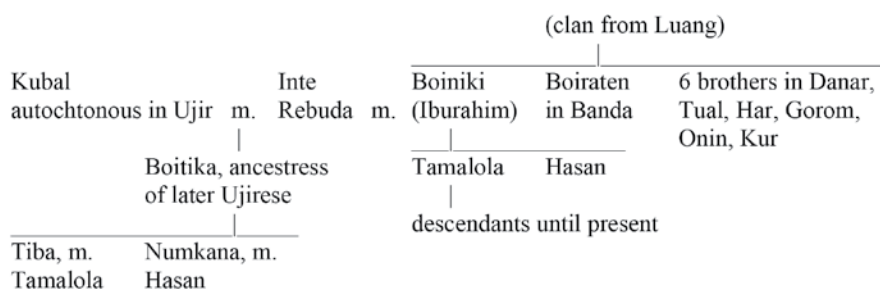 (clan from Luang)
Kubal Inte Boiniki Boiraten 6 brothers in Danar,
autochtonous in Ujir m. Rebuda m. (Iburahim) in Banda Tual, Har, Gorom,
Onin, Kur
Boitika, ancestress Tamalola Hasan
of later Ujirese
descendants until present
Tiba, m. Numkana, m.
Tamalola Hasan